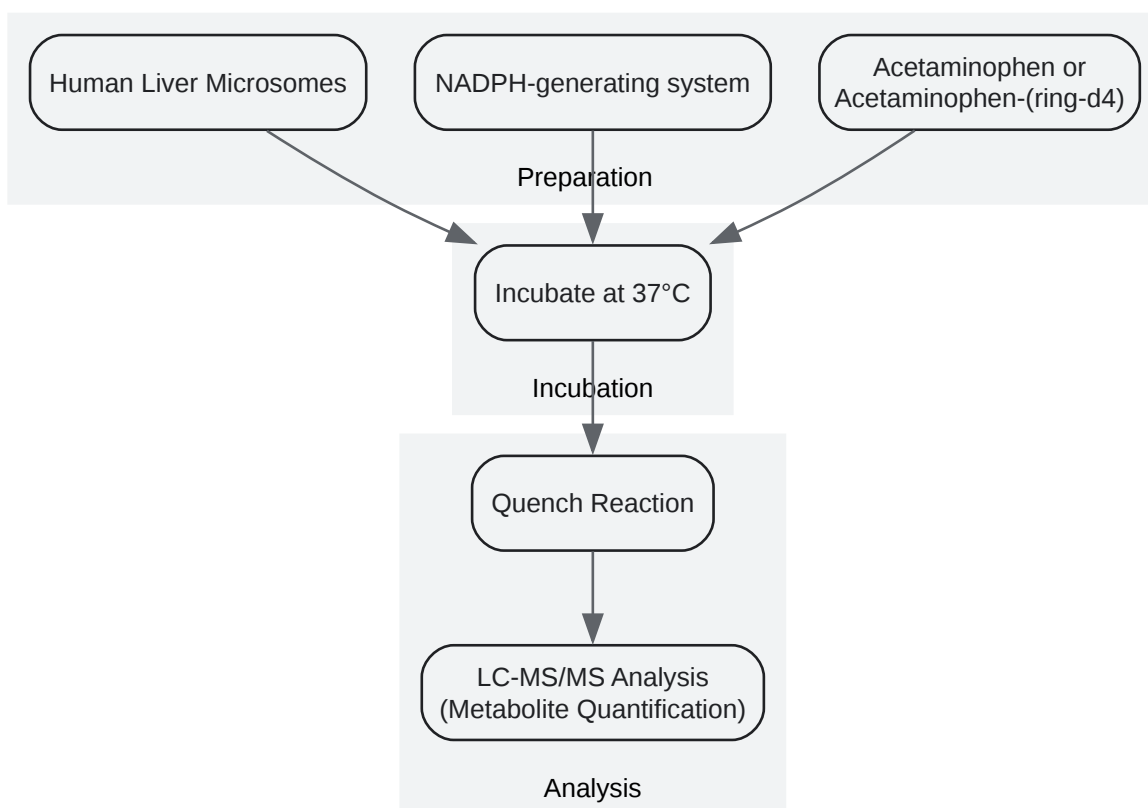 Human Liver Microsomes
NADPH-generating system
Acetaminophen or
Acetaminophen-(ring-d4)
Preparation
Incubate at 37°C
Incubation
Quench Reaction
LC-MS/MS Analysis
(Metabolite Quantification)
Analysis